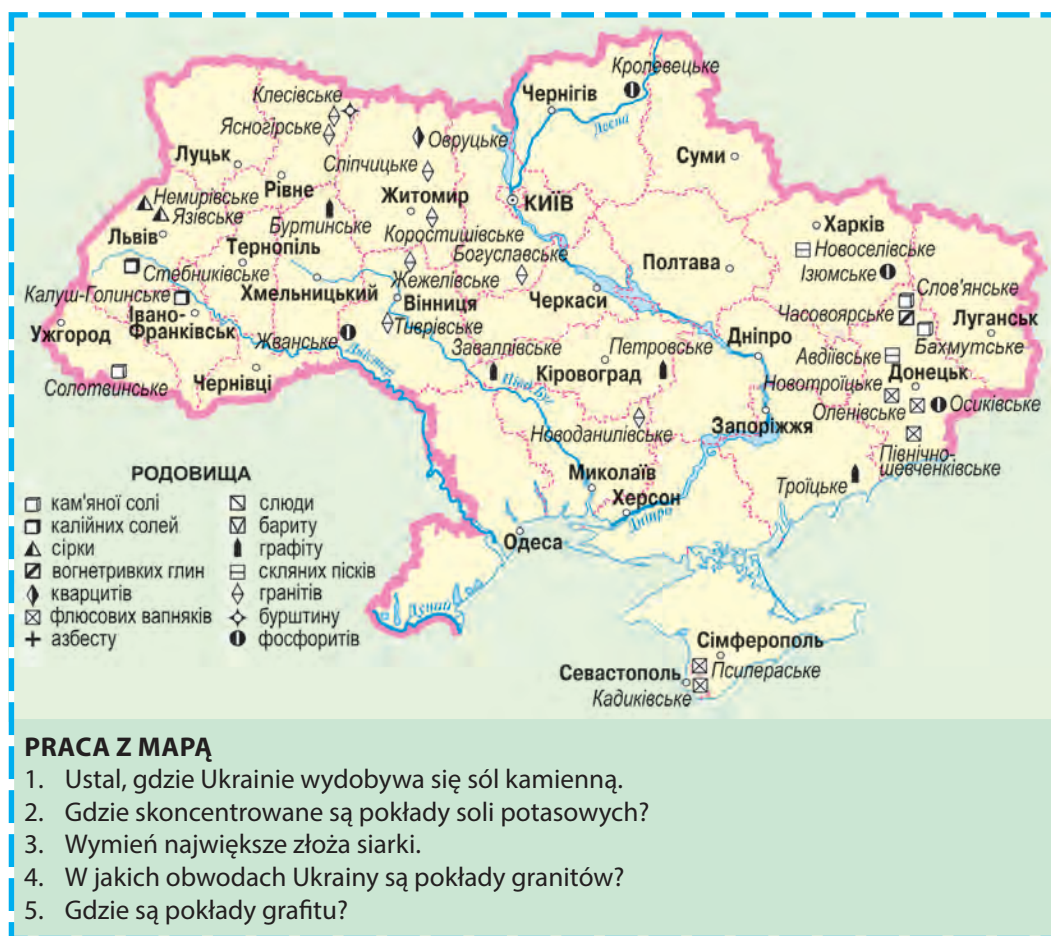 Кролевецьке
Чернігів
Десна
Клесівське
Ясногірське
Овруцьке
Сліпчицьке
Луцьк
Суми
Рівне
Житомир
КИЇВ
Немирівське
Язівське
Буртинське
Коростишівське
Харків
Львів
Тернопіль
Богуславське
Полтава
Новоселівське
Стебниківське
Жежелівське
Ізюмське
Хмельницький
Слов'янське
Калуш-Голинське
Вінниця
Черкаси
Часовоярське
Луганськ
Івано-
Франківськ
Ужгород
Тиврівське
Дніпро
Бахмутське
Жванське
Дністер
Заваллівське
Петровське
Авдіївське
Солотвинське
Чернівці
Кіровоград
Новотроїцьке
Донецьк
Півд. Буг
Оленівське
Осиківське
Новоданилівське
Запоріжжя
Північно-
шевченківське
Миколаїв
Троїцьке
Херсон
Дніпро
Одеса
Дунай
Сімферополь
Севастополь
Псилераське
Кадиківське
РОДОВИЩА
кам'яної солі
калійних солей
сірки
вогнетривких глин
кварцитів
флюсових вапняків
азбесту
слюди
бариту
графіту
скляних пісків
гранітів
бурштину
фосфоритів
PRACA Z MAPĄ
1. Ustal, gdzie Ukrainie wydobywa się sól kamienną.
2. Gdzie skoncentrowane są pokłady soli potasowych?
3. Wymień największe złoża siarki.
4. W jakich obwodach Ukrainy są pokłady granitów?
5. Gdzie są pokłady grafitu?